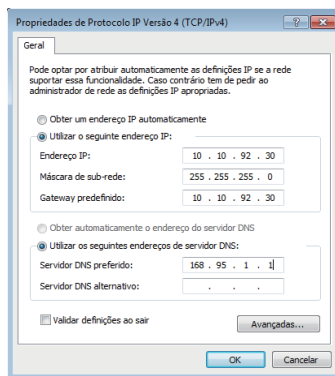 Propriedades de Protocolo IP Versão 4 (TCP/IPv4)
Geral
Pode optar por atribuir automaticamente as definições IP se a rede
suportar essa funcionalidade. Caso contrário tem de pedir ao
administrador de rede as definições IP apropriadas.
Obter um endereço IP automaticamente
Utilizar o seguinte endereço IP:
Endereço IP: 10 . 10 . 92 . 30
Máscara de sub-rede: 255 . 255 . 255 . 0
Gateway predefinido: 10 . 10 . 92 . 30
Obter automaticamente o endereço do servidor DNS
Utilizar os seguintes endereços de servidor DNS:
Servidor DNS preferido: 168 . 95 . 1 . 1
Servidor DNS alternativo: . . .
Validar definições ao sair
Avançadas...
OK Cancelar